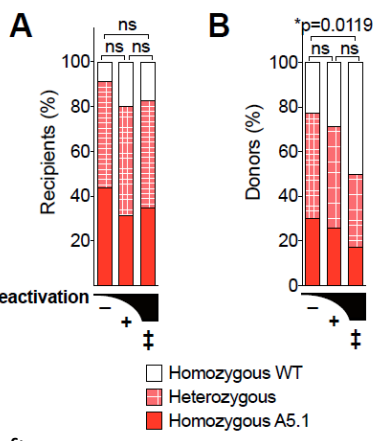 A
ns
ns ns
100
80
60
40
20
Recipients (%)
eactivation
−
+
‡
B
*p=0.0119
ns ns
100
80
60
40
20
0
Donors (%)
−
+
‡
Homozygous WT
Heterozygous
Homozygous A5.1